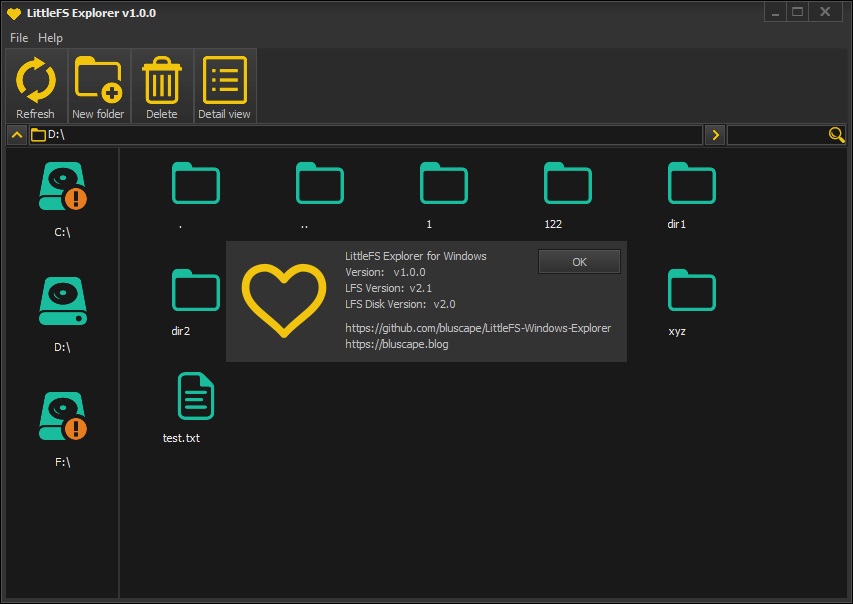 LittleFS Explorer v1.0.0
File Help
Refresh New folder Delete Detail view
D:\
C:\
D:\
F:\
. .. 1 122 dir1
dir2 xyz
test.txt
LittleFS Explorer for Windows
Version: v1.0.0
LFS Version: v2.1
LFS Disk Version: v2.0
https://github.com/bluscape/LittleFS-Windows-Explorer
https://bluscape.blog
OK